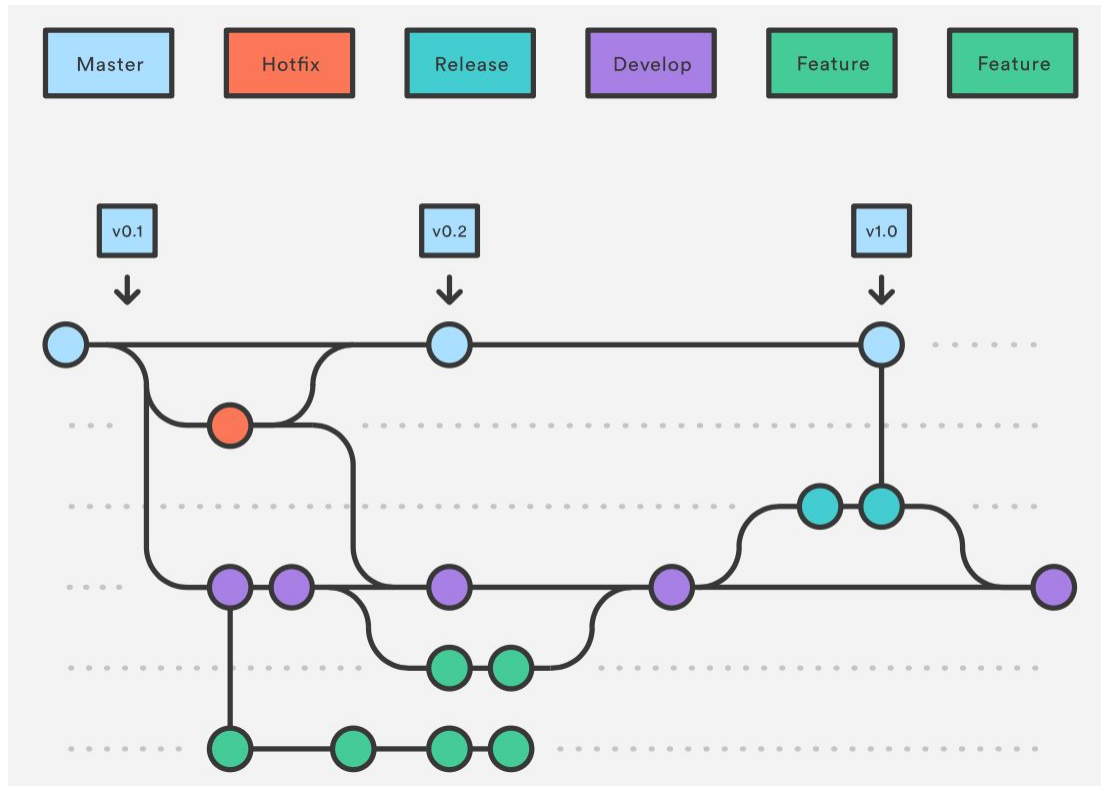 Master
Hotfix
Release
Develop
Feature
Feature
v0.1
v0.2
v1.0